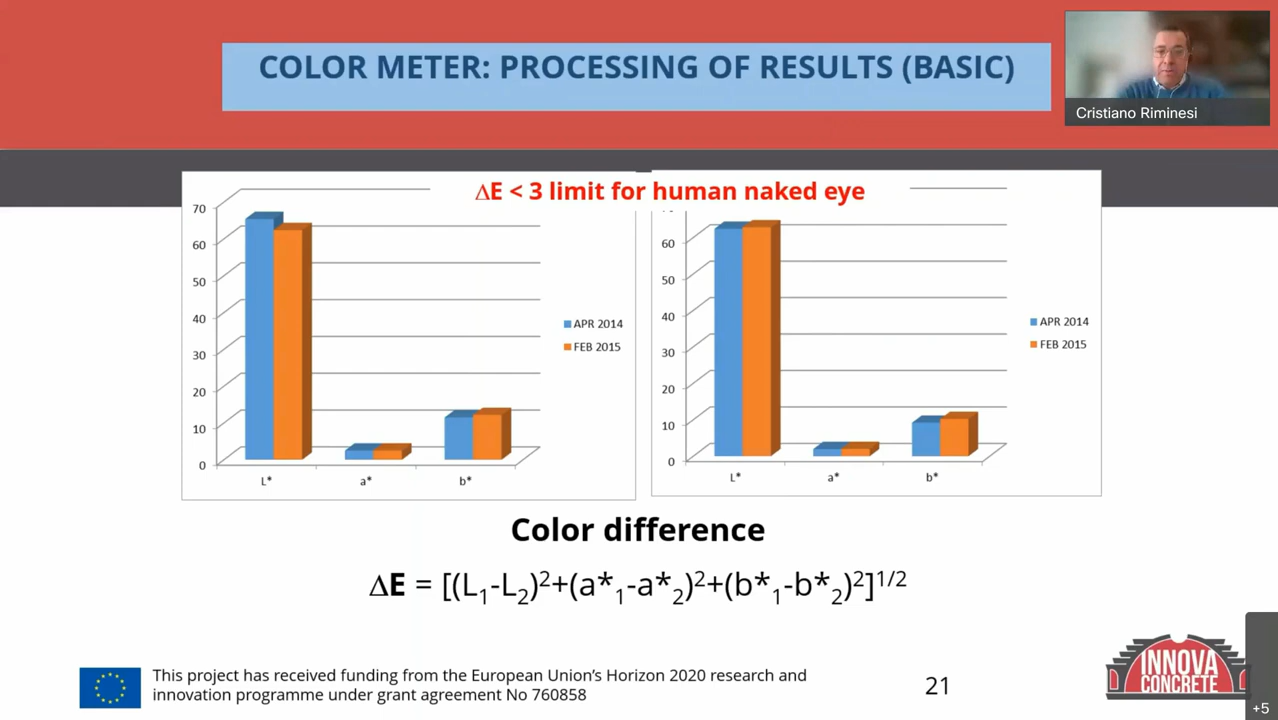 COLOR METER: PROCESSING OF RESULTS (BASIC)
Cristiano Riminesi
ΔE < 3 limit for human naked eye
70
60
50
40
30
20
10
0
L*
a*
b*
APR 2014
FEB 2015
60
50
40
30
20
10
0
L*
a*
b*
APR 2014
FEB 2015
Color difference
ΔE = [(L₁-L₂)²+(a*₁-a*₂)²+(b*₁-b*₂)²]¹/²
This project has received funding from the European Union’s Horizon 2020 research and
innovation programme under grant agreement No 760858
21
INNOVA
CONCRETE
+5